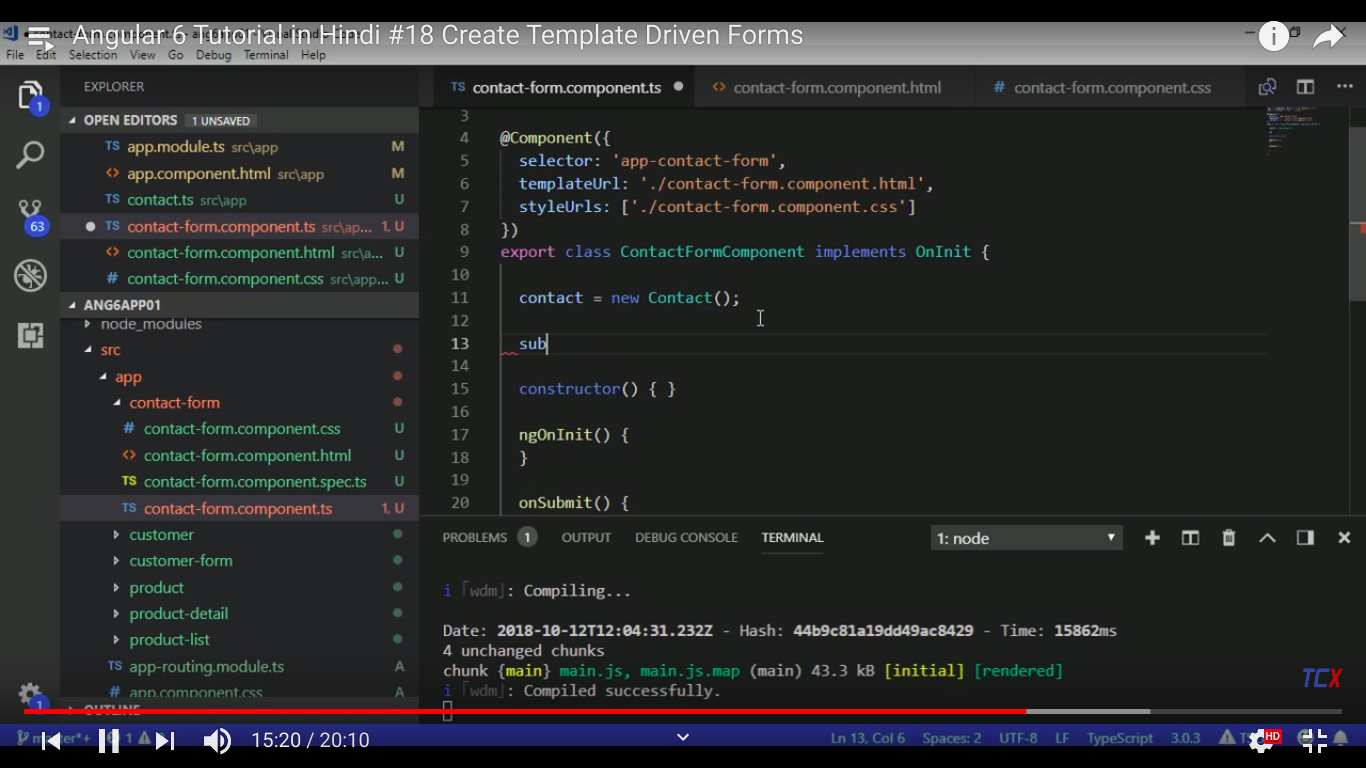 Angular 6 Tutorial in Hindi #18 Create Template Driven Forms
File Edit Selection View Go Debug Terminal Help
EXPLORER
OPEN EDITORS 1 UNSAVED
TS app.module.ts src\app M
<> app.component.html src\app M
TS contact.ts src\app U
TS contact-form.component.ts src\ap... 1, U
<> contact-form.component.html src\a... U
# contact-form.component.css src\app... U
ANG6APP01
node_modules
src
app
contact-form
# contact-form.component.css U
<> contact-form.component.html U
TS contact-form.component.spec.ts U
TS contact-form.component.ts 1, U
customer
customer-form
product
product-detail
product-list
TS app-routing.module.ts A
# app.component.css A
OUTLINE
1
63
1
TS contact-form.component.ts <> contact-form.component.html # contact-form.component.css
3
4 @Component({
5 selector: 'app-contact-form',
6 templateUrl: './contact-form.component.html',
7 styleUrls: ['./contact-form.component.css']
8 })
9 export class ContactFormComponent implements OnInit {
10
11 contact = new Contact();
12
13 sub
14
15 constructor() { }
16
17 ngOnInit() {
18 }
19
20 onSubmit() {
PROBLEMS 1 OUTPUT DEBUG CONSOLE TERMINAL 1: node
i ｢wdm｣: Compiling...
Date: 2018-10-12T12:04:31.232Z - Hash: 44b9c81a19dd49ac8429 - Time: 15862ms
4 unchanged chunks
chunk {main} main.js, main.js.map (main) 43.3 kB [initial] [rendered]
i ｢wdm｣: Compiled successfully.
TCX
15:20 / 20:10
HD
Ln 13, Col 6 Spaces: 2 UTF-8 LF TypeScript 3.0.3